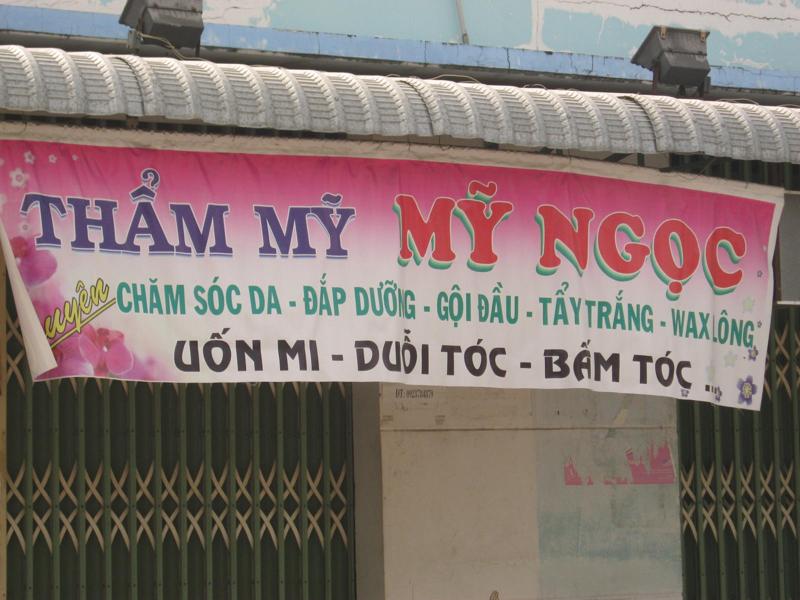 THẨM MỸ MỸ NGỌC
CHĂM SÓC DA - ĐẮP DƯỠNG - GỘI ĐẦU - TẨY TRẮNG - WAX LÔNG,
UỐN MI - DUỖI TÓC - BẤM TÓC ...